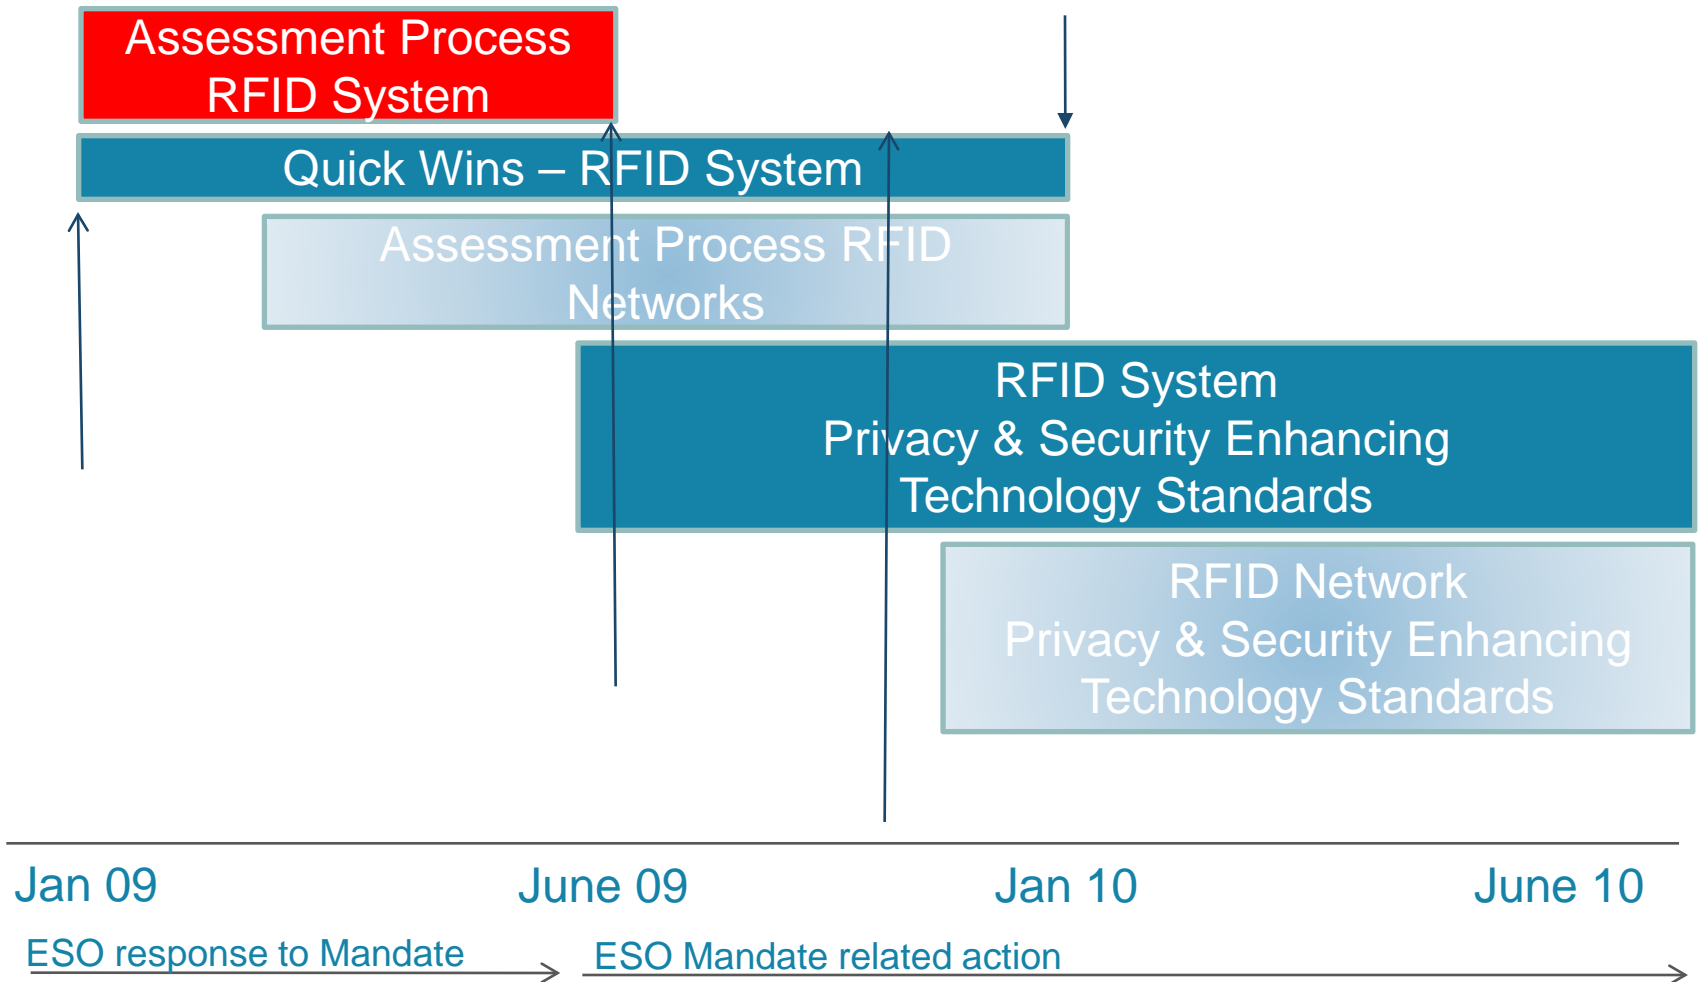 Assessment Process
RFID System
Quick Wins – RFID System
Assessment Process RFID
Networks
RFID System
Privacy & Security Enhancing
Technology Standards
RFID Network
Privacy & Security Enhancing
Technology Standards
Jan 09
June 09
Jan 10
June 10
ESO response to Mandate
ESO Mandate related action